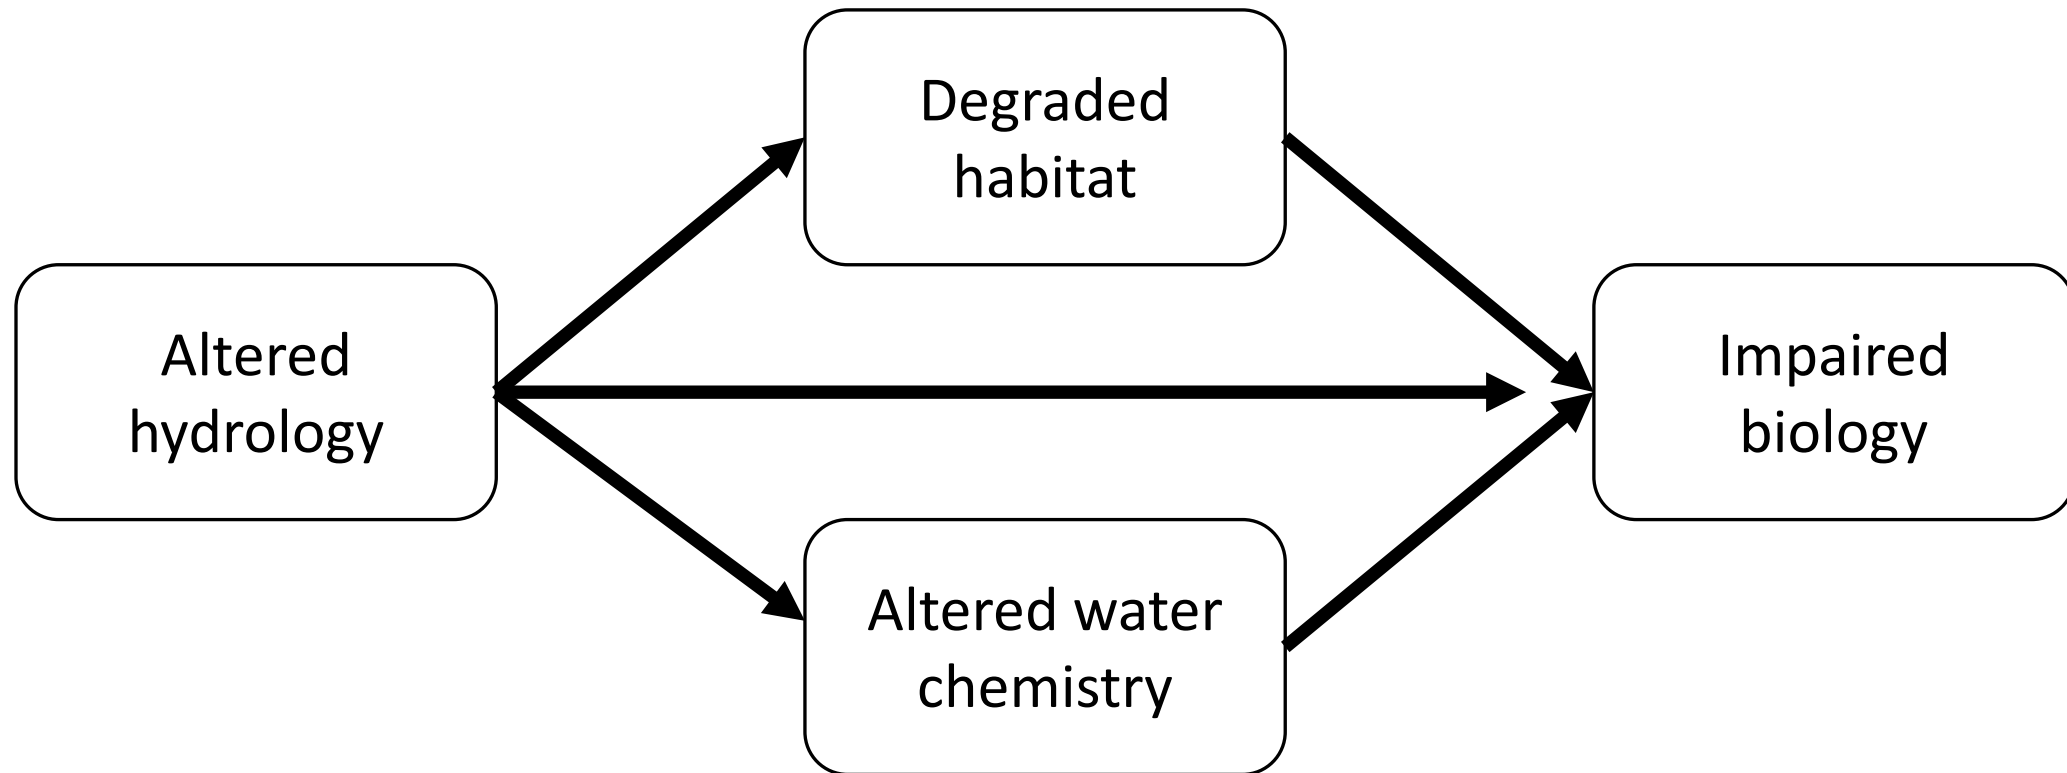 Degraded
habitat
Altered
hydrology
Impaired
biology
Altered water
chemistry